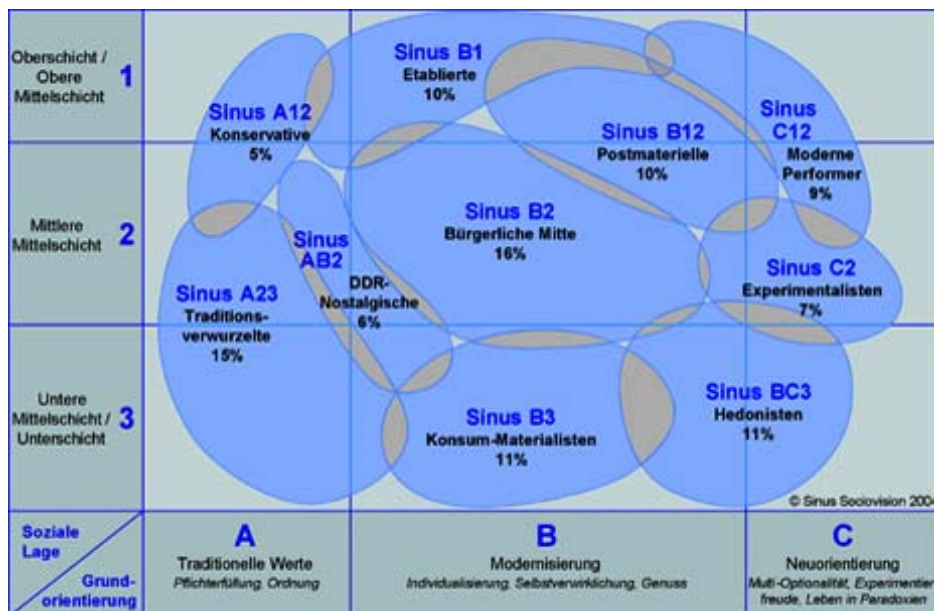 Oberschicht /
Obere
Mittelschicht
1
Mittlere
Mittelschicht
2
Untere
Mittelschicht /
Unterschicht
3
Sinus B1
Etablierte
10%
Sinus A12
Konservative
5%
Sinus B12
Postmaterielle
10%
Sinus
C12
Moderne
Performer
9%
Sinus B2
Bürgerliche Mitte
16%
Sinus
AB2
DDR-
Nostalgische
6%
Sinus A23
Traditions-
verwurzelte
15%
Sinus C2
Experimentalisten
7%
Sinus B3
Konsum-Materialisten
11%
Sinus BC3
Hedonisten
11%
© Sinus Sociovision 2004
Soziale
Lage
Grund-
orientierung
A
Traditionelle Werte
Pflichterfüllung, Ordnung
B
Modernisierung
Individualisierung, Selbstverwirklichung, Genuss
C
Neuorientierung
Multi-Optionalität, Experimentier
freude, Leben in Paradoxien